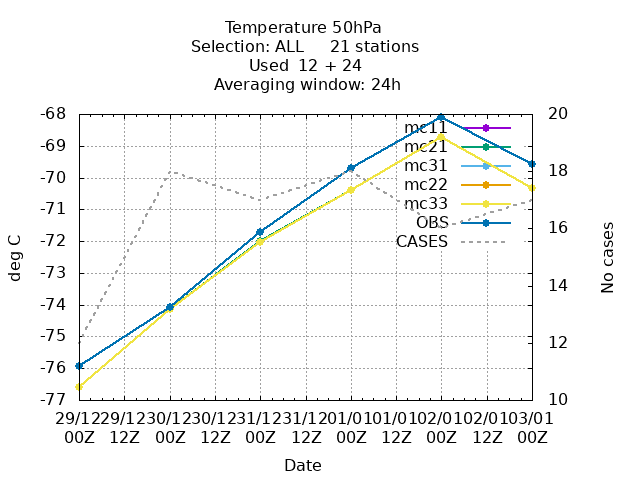 Temperature 50hPa
Selection: ALL     21 stations
Used  12 + 24
Averaging window: 24h
-68
-69
-70
-71
-72
-73
-74
-75
-76
-77
deg C
20
18
16
14
12
10
No cases
mc11
mc21
mc31
mc22
mc33
OBS
CASES
29/12 29/12 30/12 30/12 31/12 31/12 01/01 01/01 02/01 02/01 03/01
00Z 12Z 00Z 12Z 00Z 12Z 00Z 12Z 00Z 12Z 00Z
Date